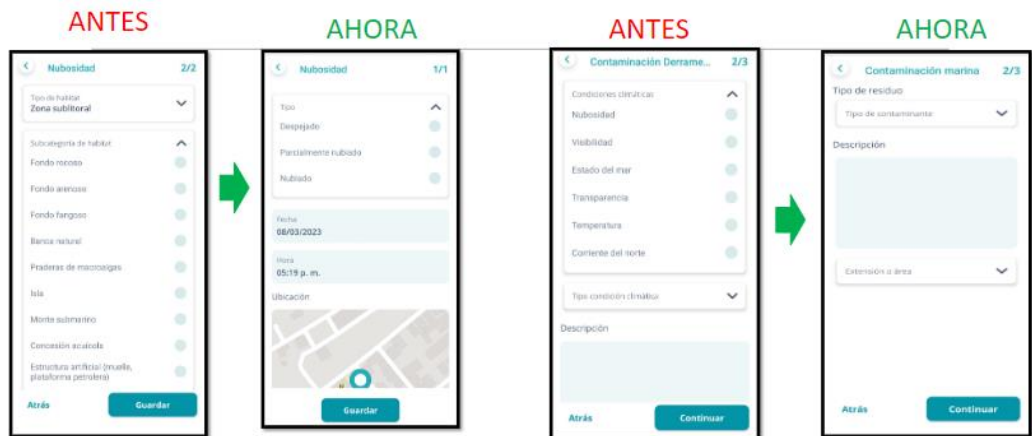 ANTES
AHORA
ANTES
AHORA
Nubosidad 2/2
Tipo de hábitat
Zona sublitoral
Subcategoría de hábitat
Fondo rocoso
Fondo arenoso
Fondo fangoso
Banco natural
Praderas de macroalgas
Isla
Monte submarino
Concesión acuícola
Estructura artificial (muelle,
plataforma petrolera)
Atrás
Guardar
Nubosidad 1/1
Tipo
Despejado
Parcialmente nublado
Nublado
Fecha
08/03/2023
Hora
05:19 p. m.
Ubicación
Guardar
Contaminación Derrame... 2/3
Condiciones climáticas
Nubosidad
Visibilidad
Estado del mar
Transparencia
Temperatura
Corriente del norte
Tipo condición climática
Descripción
Atrás
Continuar
Contaminación marina 2/3
Tipo de residuo
Tipo de contaminante
Descripción
Extensión o área
Atrás
Continuar